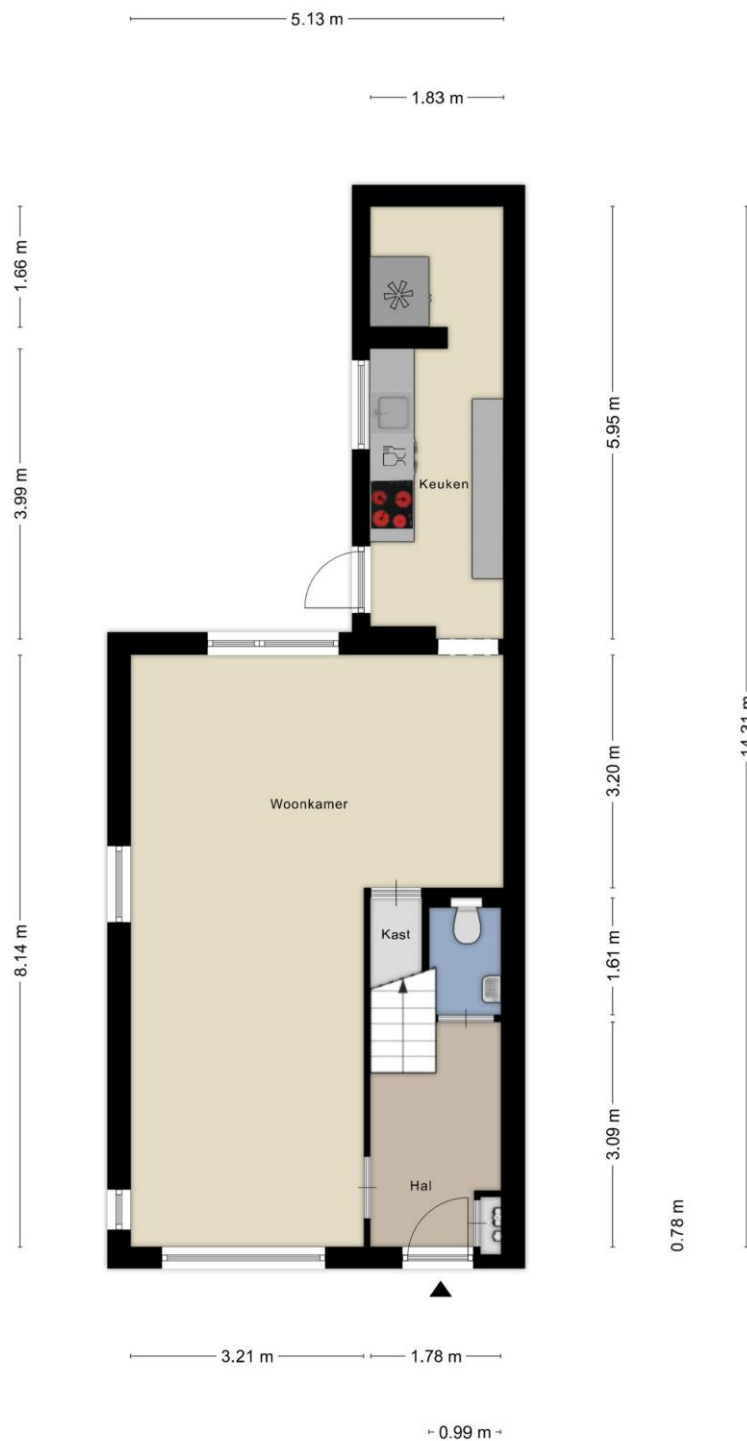 5.13 m
1.83 m
1.66 m
3.99 m
5.95 m
Keuken
14.31 m
3.20 m
Woonkamer
8.14 m
Kast
1.61 m
3.09 m
Hal
0.78 m
3.21 m
1.78 m
0.99 m